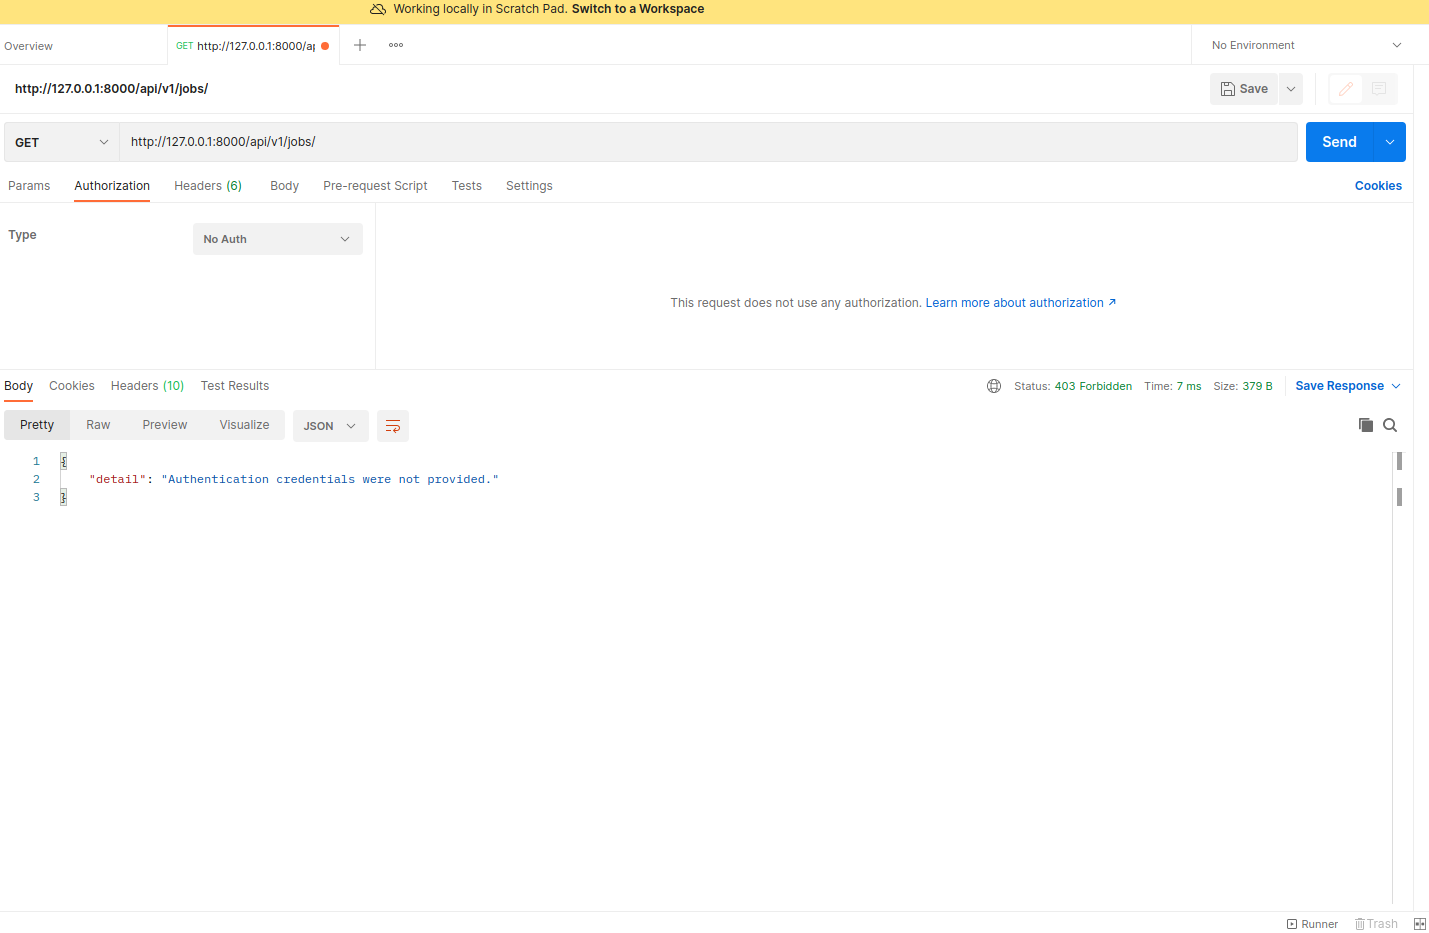 Working locally in Scratch Pad. Switch to a Workspace
Overview
GET http://127.0.0.1:8000/ap
No Environment
http://127.0.0.1:8000/api/v1/jobs/
Save
GET
http://127.0.0.1:8000/api/v1/jobs/
Send
Params Authorization Headers (6) Body Pre-request Script Tests Settings Cookies
Type
No Auth
This request does not use any authorization. Learn more about authorization ↗
Body Cookies Headers (10) Test Results
Status: 403 Forbidden Time: 7 ms Size: 379 B Save Response
Pretty Raw Preview Visualize JSON
1 {
2 "detail": "Authentication credentials were not provided."
3 }
Runner Trash